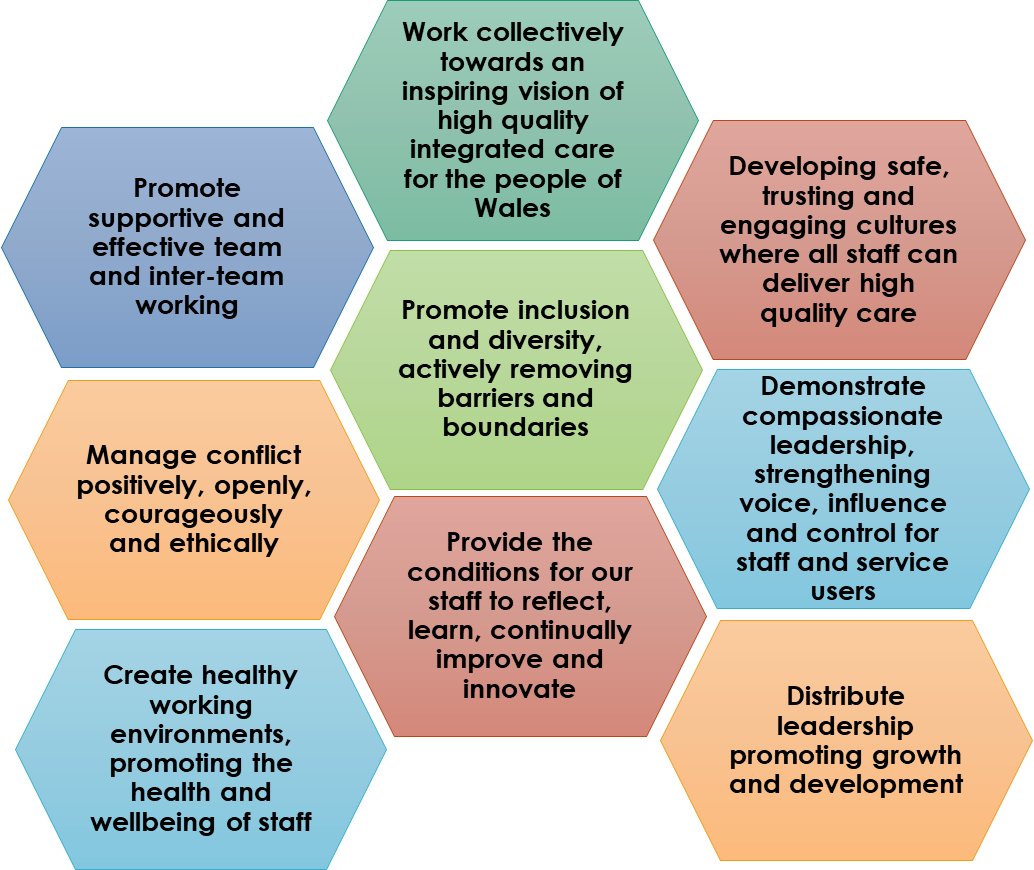 Work collectively
towards an
inspiring vision of
high quality
integrated care
for the people of
Wales
Promote
supportive and
effective team
and inter-team
working
Developing safe,
trusting and
engaging cultures
where all staff can
deliver high
quality care
Promote inclusion
and diversity,
actively removing
barriers and
boundaries
Manage conflict
positively, openly,
courageously
and ethically
Demonstrate
compassionate
leadership,
strengthening
voice, influence
and control for
staff and service
users
Provide the
conditions for our
staff to reflect,
learn, continually
improve and
innovate
Create healthy
working
environments,
promoting the
health and
wellbeing of staff
Distribute
leadership
promoting growth
and development